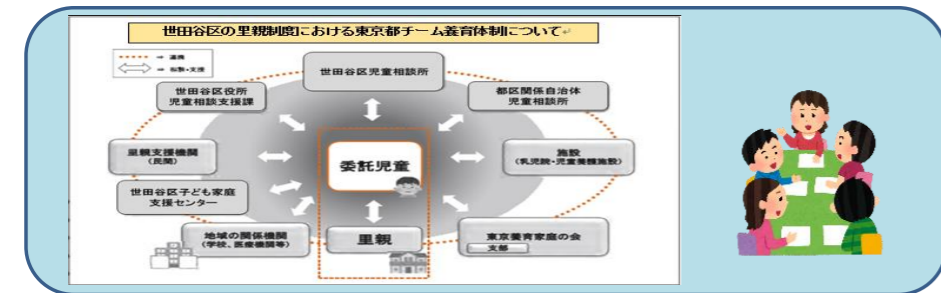 世田谷区の里親制度における東京都チーム養育体制について
→ 連携
→ 相談・支援
世田谷区児童相談所
世田谷区役所
児童相談支援課
都区関係自治体
児童相談所
里親支援機関
(民間)
委託児童
施設
(乳児院・児童養護施設)
世田谷区子ども家庭
支援センター
地域の関係機関
(学校、医療機関等)
里親
東京養育家庭の会
支部